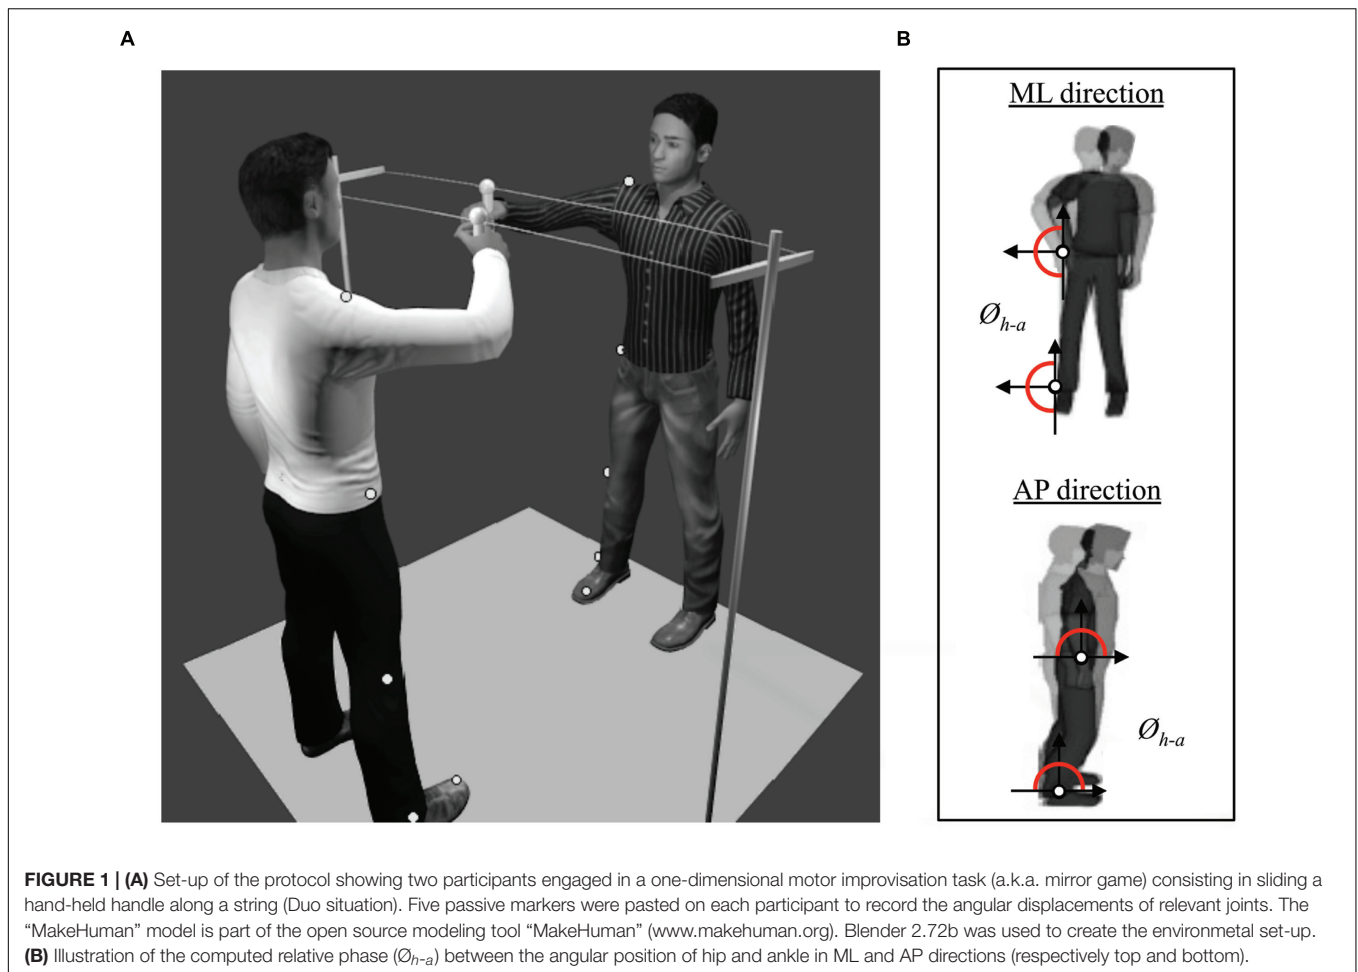 A
B
ML direction
Øh-a
AP direction
Øh-a
FIGURE 1 | (A) Set-up of the protocol showing two participants engaged in a one-dimensional motor improvisation task (a.k.a. mirror game) consisting in sliding a
hand-held handle along a string (Duo situation). Five passive markers were pasted on each participant to record the angular displacements of relevant joints. The
“MakeHuman” model is part of the open source modeling tool “MakeHuman” (www.makehuman.org). Blender 2.72b was used to create the environmetal set-up.
(B) Illustration of the computed relative phase (Øh-a) between the angular position of hip and ankle in ML and AP directions (respectively top and bottom).